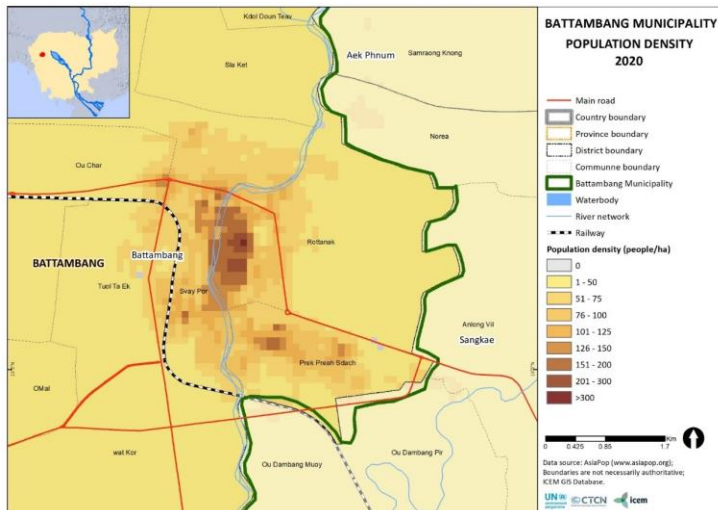 BATTAMBANG MUNICIPALITY
POPULATION DENSITY
2020
Main road
Country boundary
Province boundary
District boundary
Communne boundary
Battambang Municipality
Waterbody
River network
Railway
Population density (people/ha)
0
1 - 50
51 - 75
76 - 100
101 - 125
126 - 150
151 - 200
201 - 300
>300
Km
0 0.425 0.85 1.7
Data source: AsiaPop (www.asiapop.org);
Boundaries are not necessarily authoritative;
ICEM GIS Database.
UN
CTCN
icem
Kdol Doun Teav
Aek Phnum
Samraong Knong
Sla Ket
Norea
Ou Char
Rottanak
BATTAMBANG
Battambang
Tuol Ta Ek
Svay Por
Anlong Vil
Sangkae
Prek Preah Sdach
OMal
wat Kor
Ou Dambang Muoy
Ou Dambang Pir